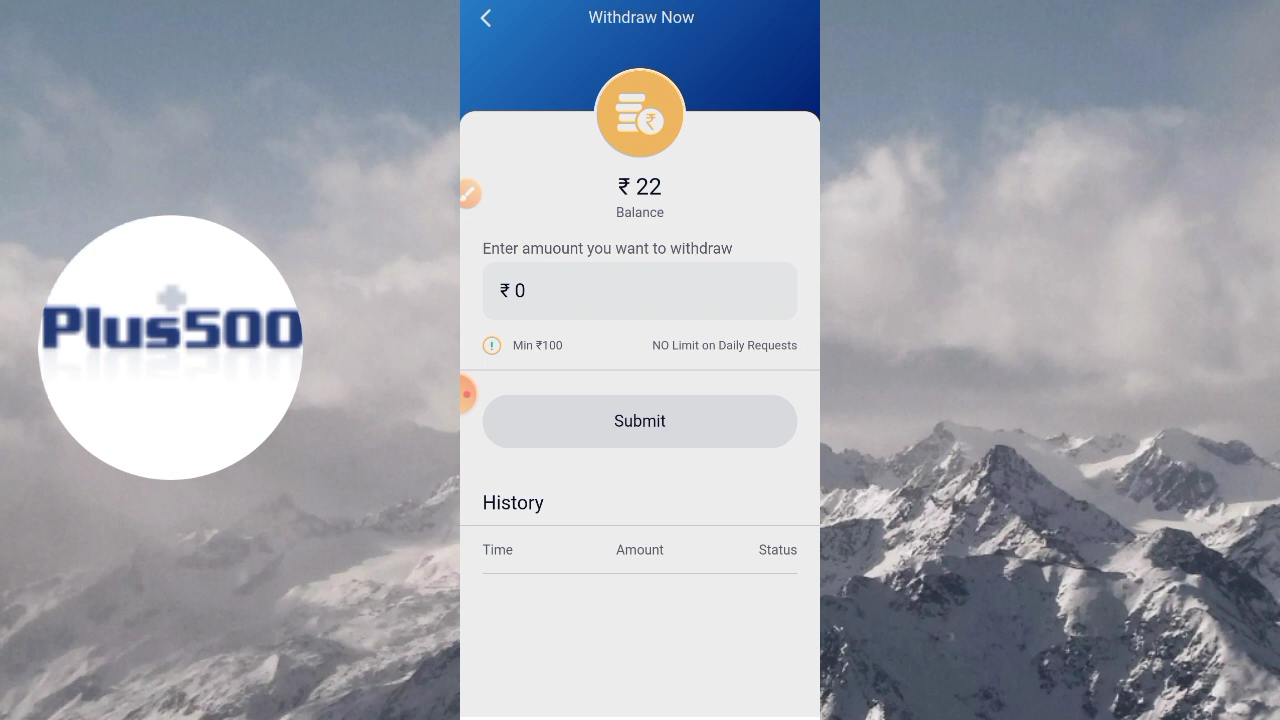 Withdraw Now
₹
₹ 22
Balance
Enter amuount you want to withdraw
₹ 0
! Min ₹100 NO Limit on Daily Requests
Submit
History
Time Amount Status
Plus500